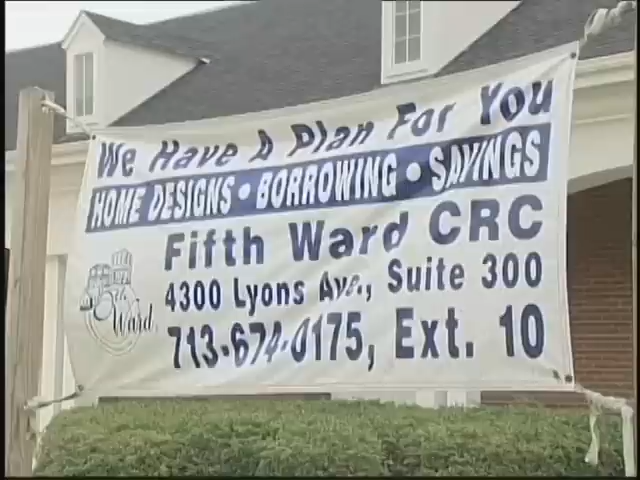 We Have A Plan For You
HOME DESIGNS • BORROWING • SAVINGS
Fifth Ward CRC
4300 Lyons Ave., Suite 300
5th Ward
713-674-0175, Ext. 10